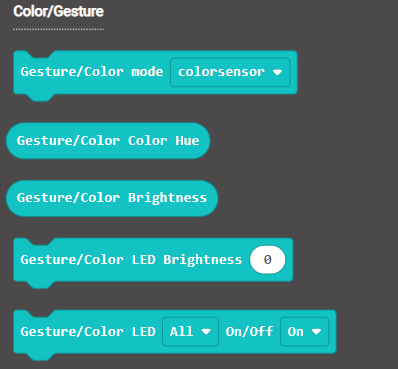 Color/Gesture
Gesture/Color mode colorsensor
Gesture/Color Color Hue
Gesture/Color Brightness
Gesture/Color LED Brightness 0
Gesture/Color LED All On/Off On